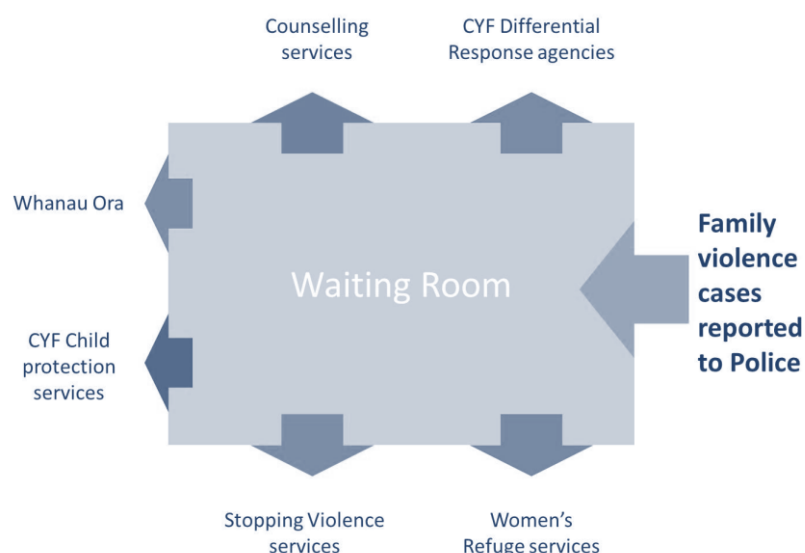 Counselling
services
CYF Differential
Response agencies
Whanau Ora
Waiting Room
Family
violence
cases
reported
to Police
CYF Child
protection
services
Stopping Violence
services
Women’s
Refuge services